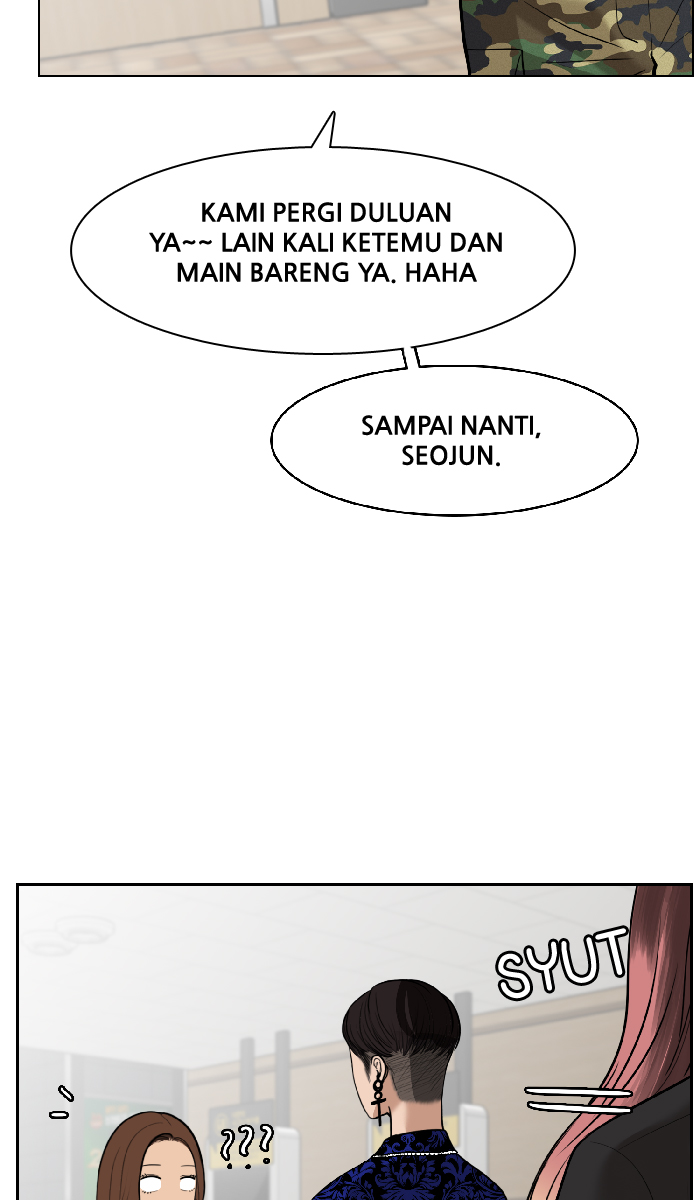 KAMI PERGI DULUAN
YA~~ LAIN KALI KETEMU DAN
MAIN BARENG YA. HAHA
SAMPAI NANTI,
SEOJUN.
SYUT
???